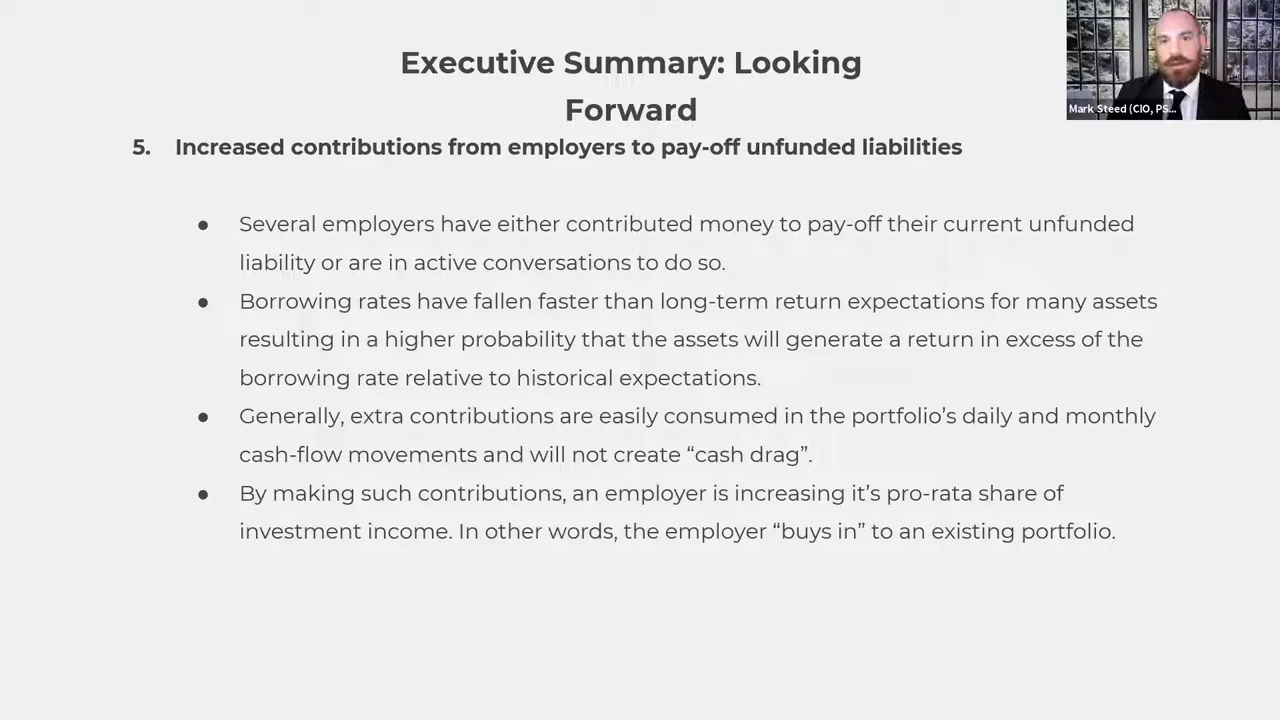 Executive Summary: Looking
Forward
Mark Steed (CIO, PS...
5. Increased contributions from employers to pay-off unfunded liabilities
● Several employers have either contributed money to pay-off their current unfunded
liability or are in active conversations to do so.
● Borrowing rates have fallen faster than long-term return expectations for many assets
resulting in a higher probability that the assets will generate a return in excess of the
borrowing rate relative to historical expectations.
● Generally, extra contributions are easily consumed in the portfolio’s daily and monthly
cash-flow movements and will not create “cash drag”.
● By making such contributions, an employer is increasing it’s pro-rata share of
investment income. In other words, the employer “buys in” to an existing portfolio.